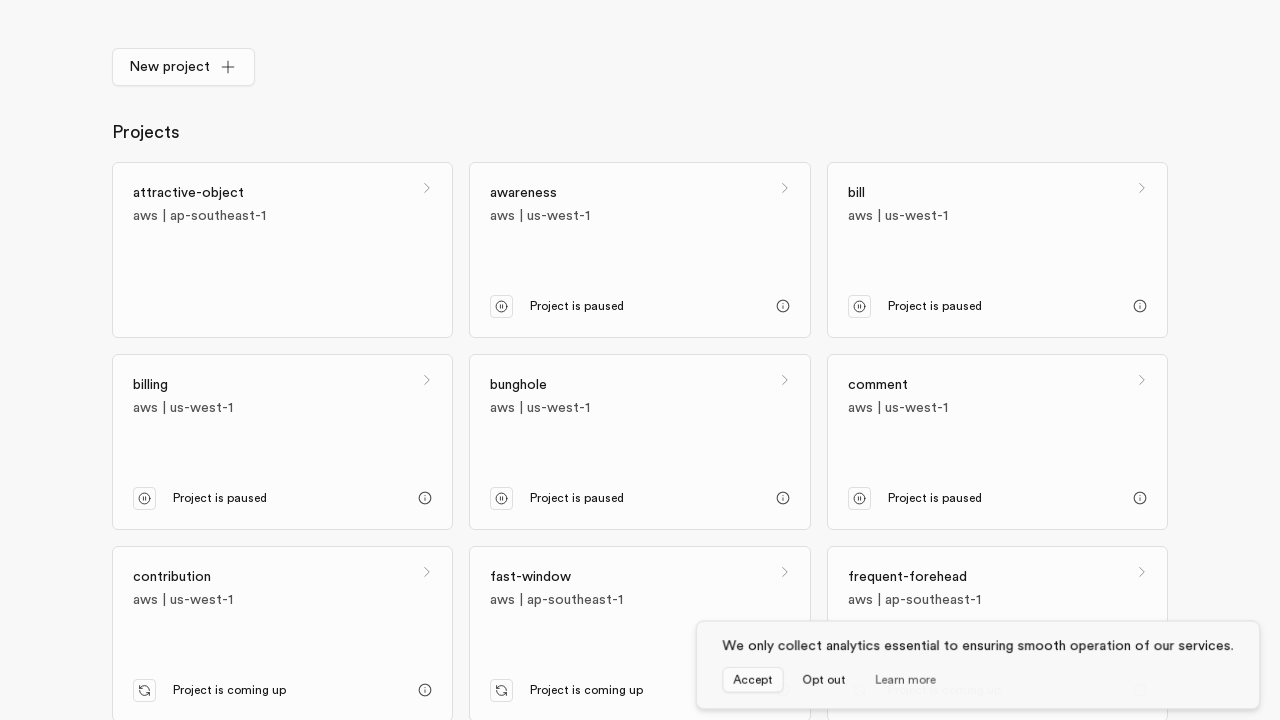 New project
Projects
attractive-object
aws | ap-southeast-1
awareness
aws | us-west-1
Project is paused
bill
aws | us-west-1
Project is paused
billing
aws | us-west-1
Project is paused
bunghole
aws | us-west-1
Project is paused
comment
aws | us-west-1
Project is paused
contribution
aws | us-west-1
Project is coming up
fast-window
aws | ap-southeast-1
Project is coming up
frequent-forehead
aws | ap-southeast-1
We only collect analytics essential to ensuring smooth operation of our services.
Accept
Opt out
Learn more